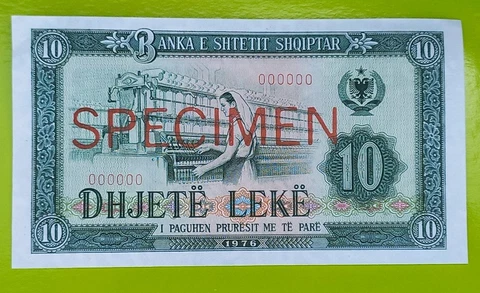 10 BANKA E SHTETIT SHQIPTAR 10
000000
SPECIMEN
10
000000
DHJETË LEKË
I PAGUHEN PRURËSIT ME TË PARË
10 1976 10